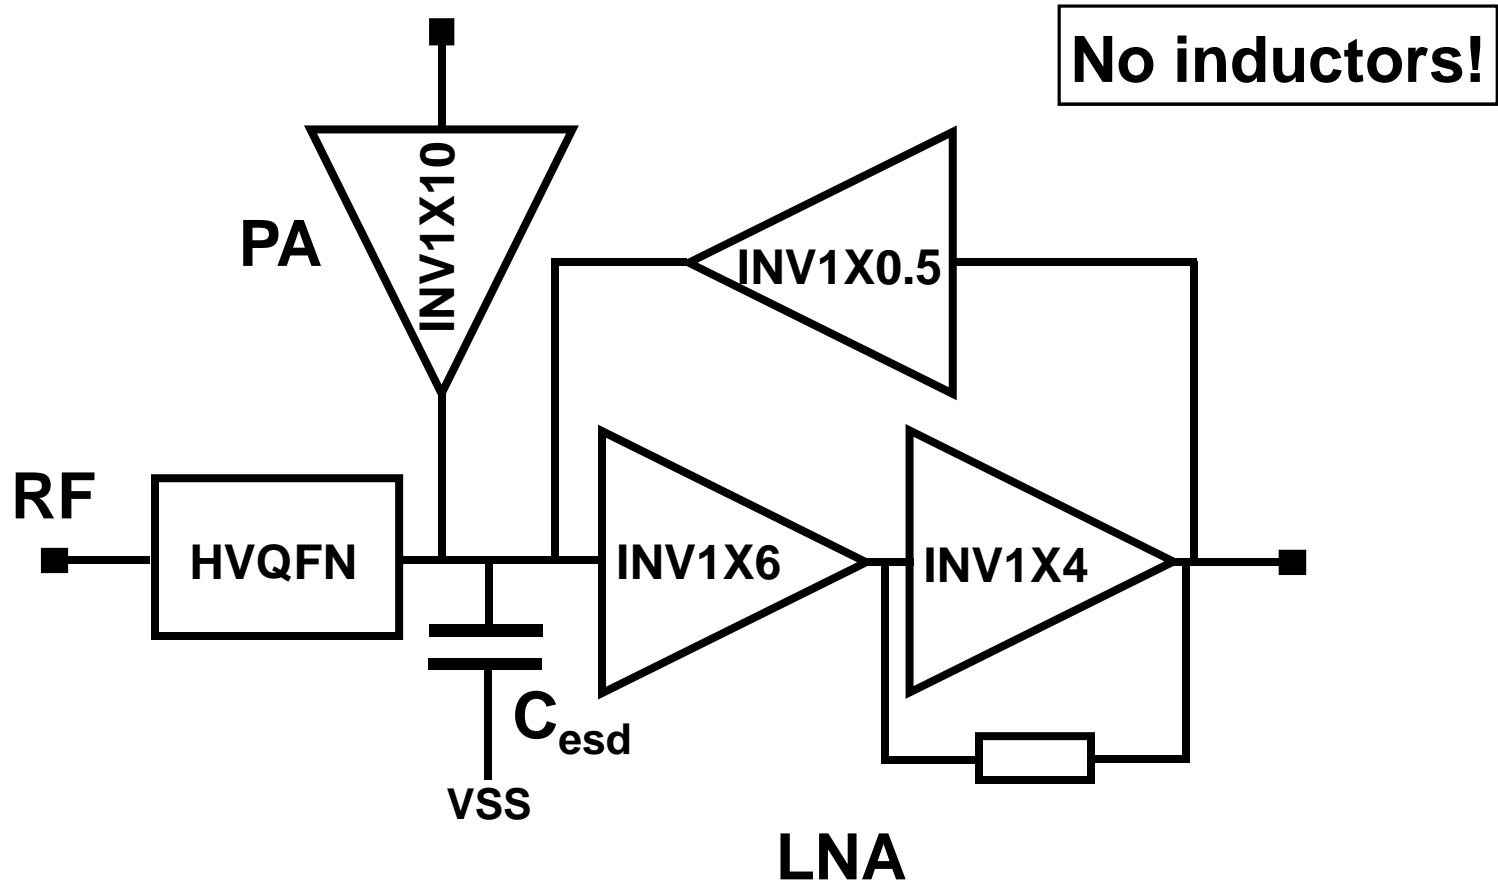 No inductors!
INV1X10
PA
INV1X0.5
RF
HVQFN
INV1X6
INV1X4
Cesd
VSS
LNA